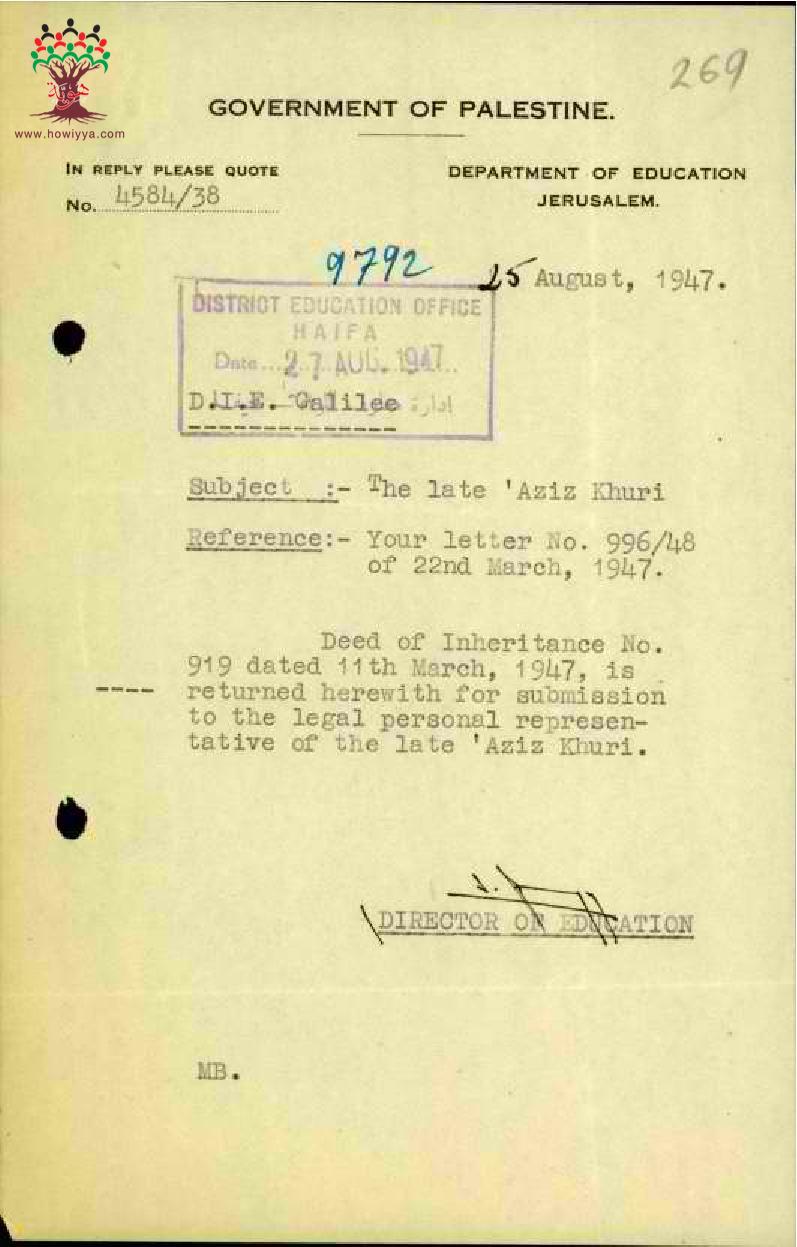 269
هوية
www.howiyya.com
GOVERNMENT OF PALESTINE.
IN REPLY PLEASE QUOTE
No. 4584/38
DEPARTMENT OF EDUCATION
JERUSALEM.
9792
25 August, 1947.
DISTRICT EDUCATION OFFICE
HAIFA
Date 27 AUG. 1947
D.I.E. Galilee
Subject :- The late 'Aziz Khuri
Reference:- Your letter No. 996/48
of 22nd March, 1947.
Deed of Inheritance No.
919 dated 11th March, 1947, is
---- returned herewith for submission
to the legal personal represen-
tative of the late 'Aziz Khuri.
DIRECTOR OF EDUCATION
MB.